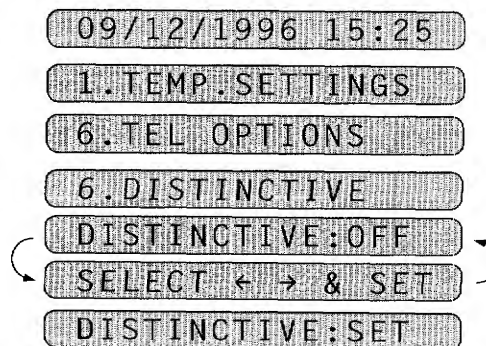 09/12/1996 15:25
1.TEMP.SETTINGS
6.TEL OPTIONS
6.DISTINCTIVE
DISTINCTIVE:OFF
SELECT ← → & SET
DISTINCTIVE:SET